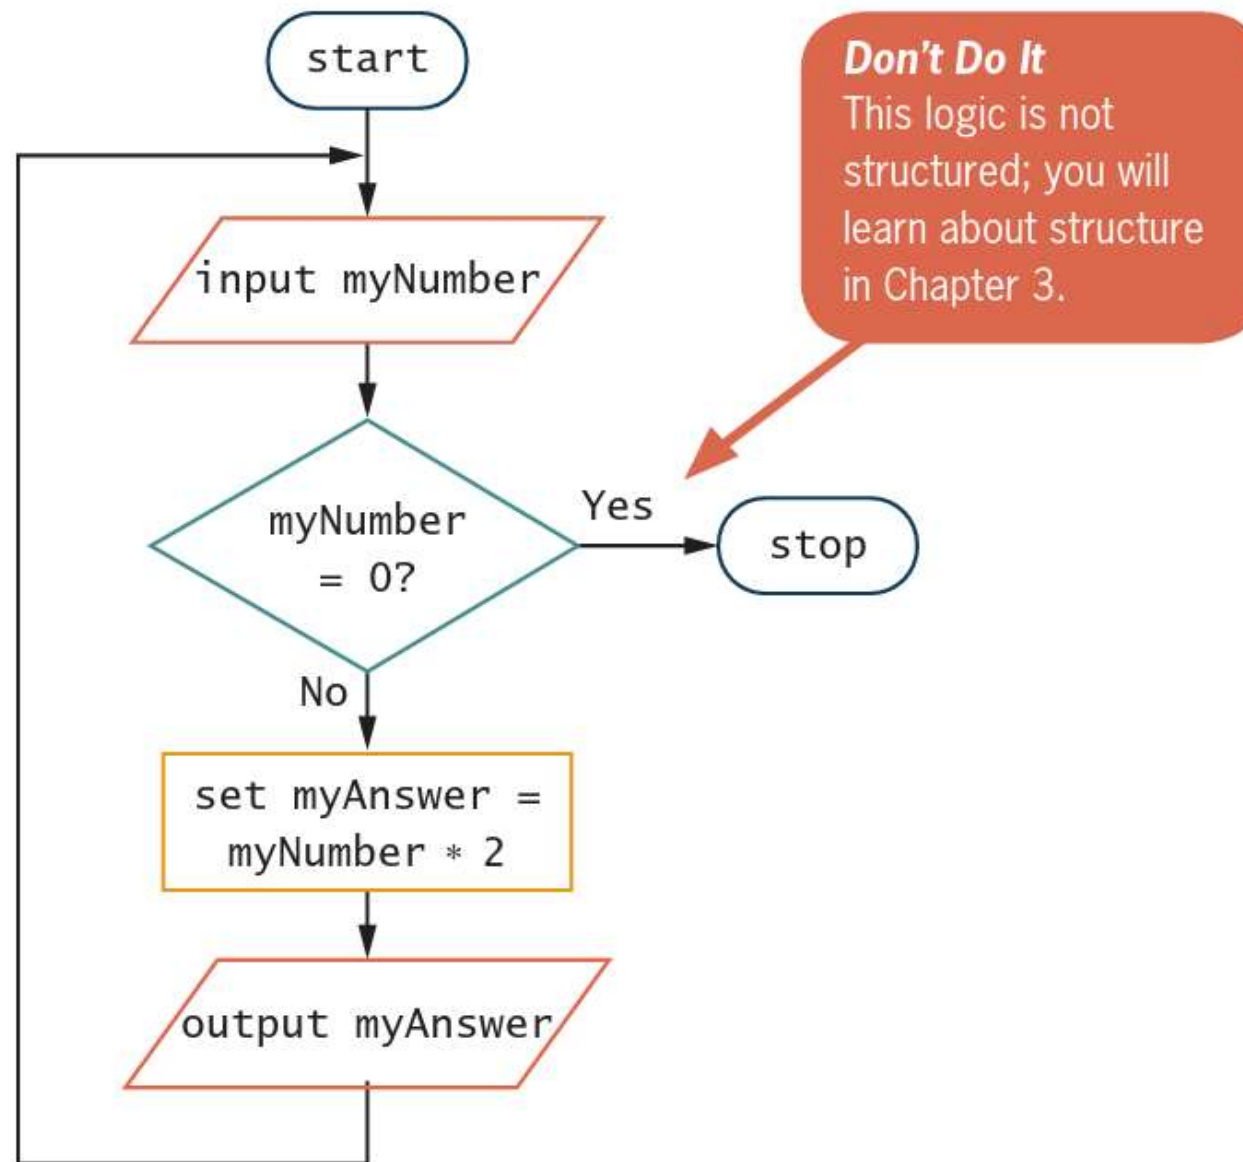 start
Don't Do It
This logic is not
structured; you will
learn about structure
in Chapter 3.
input myNumber
myNumber
= 0?
Yes
stop
No
set myAnswer =
myNumber * 2
output myAnswer